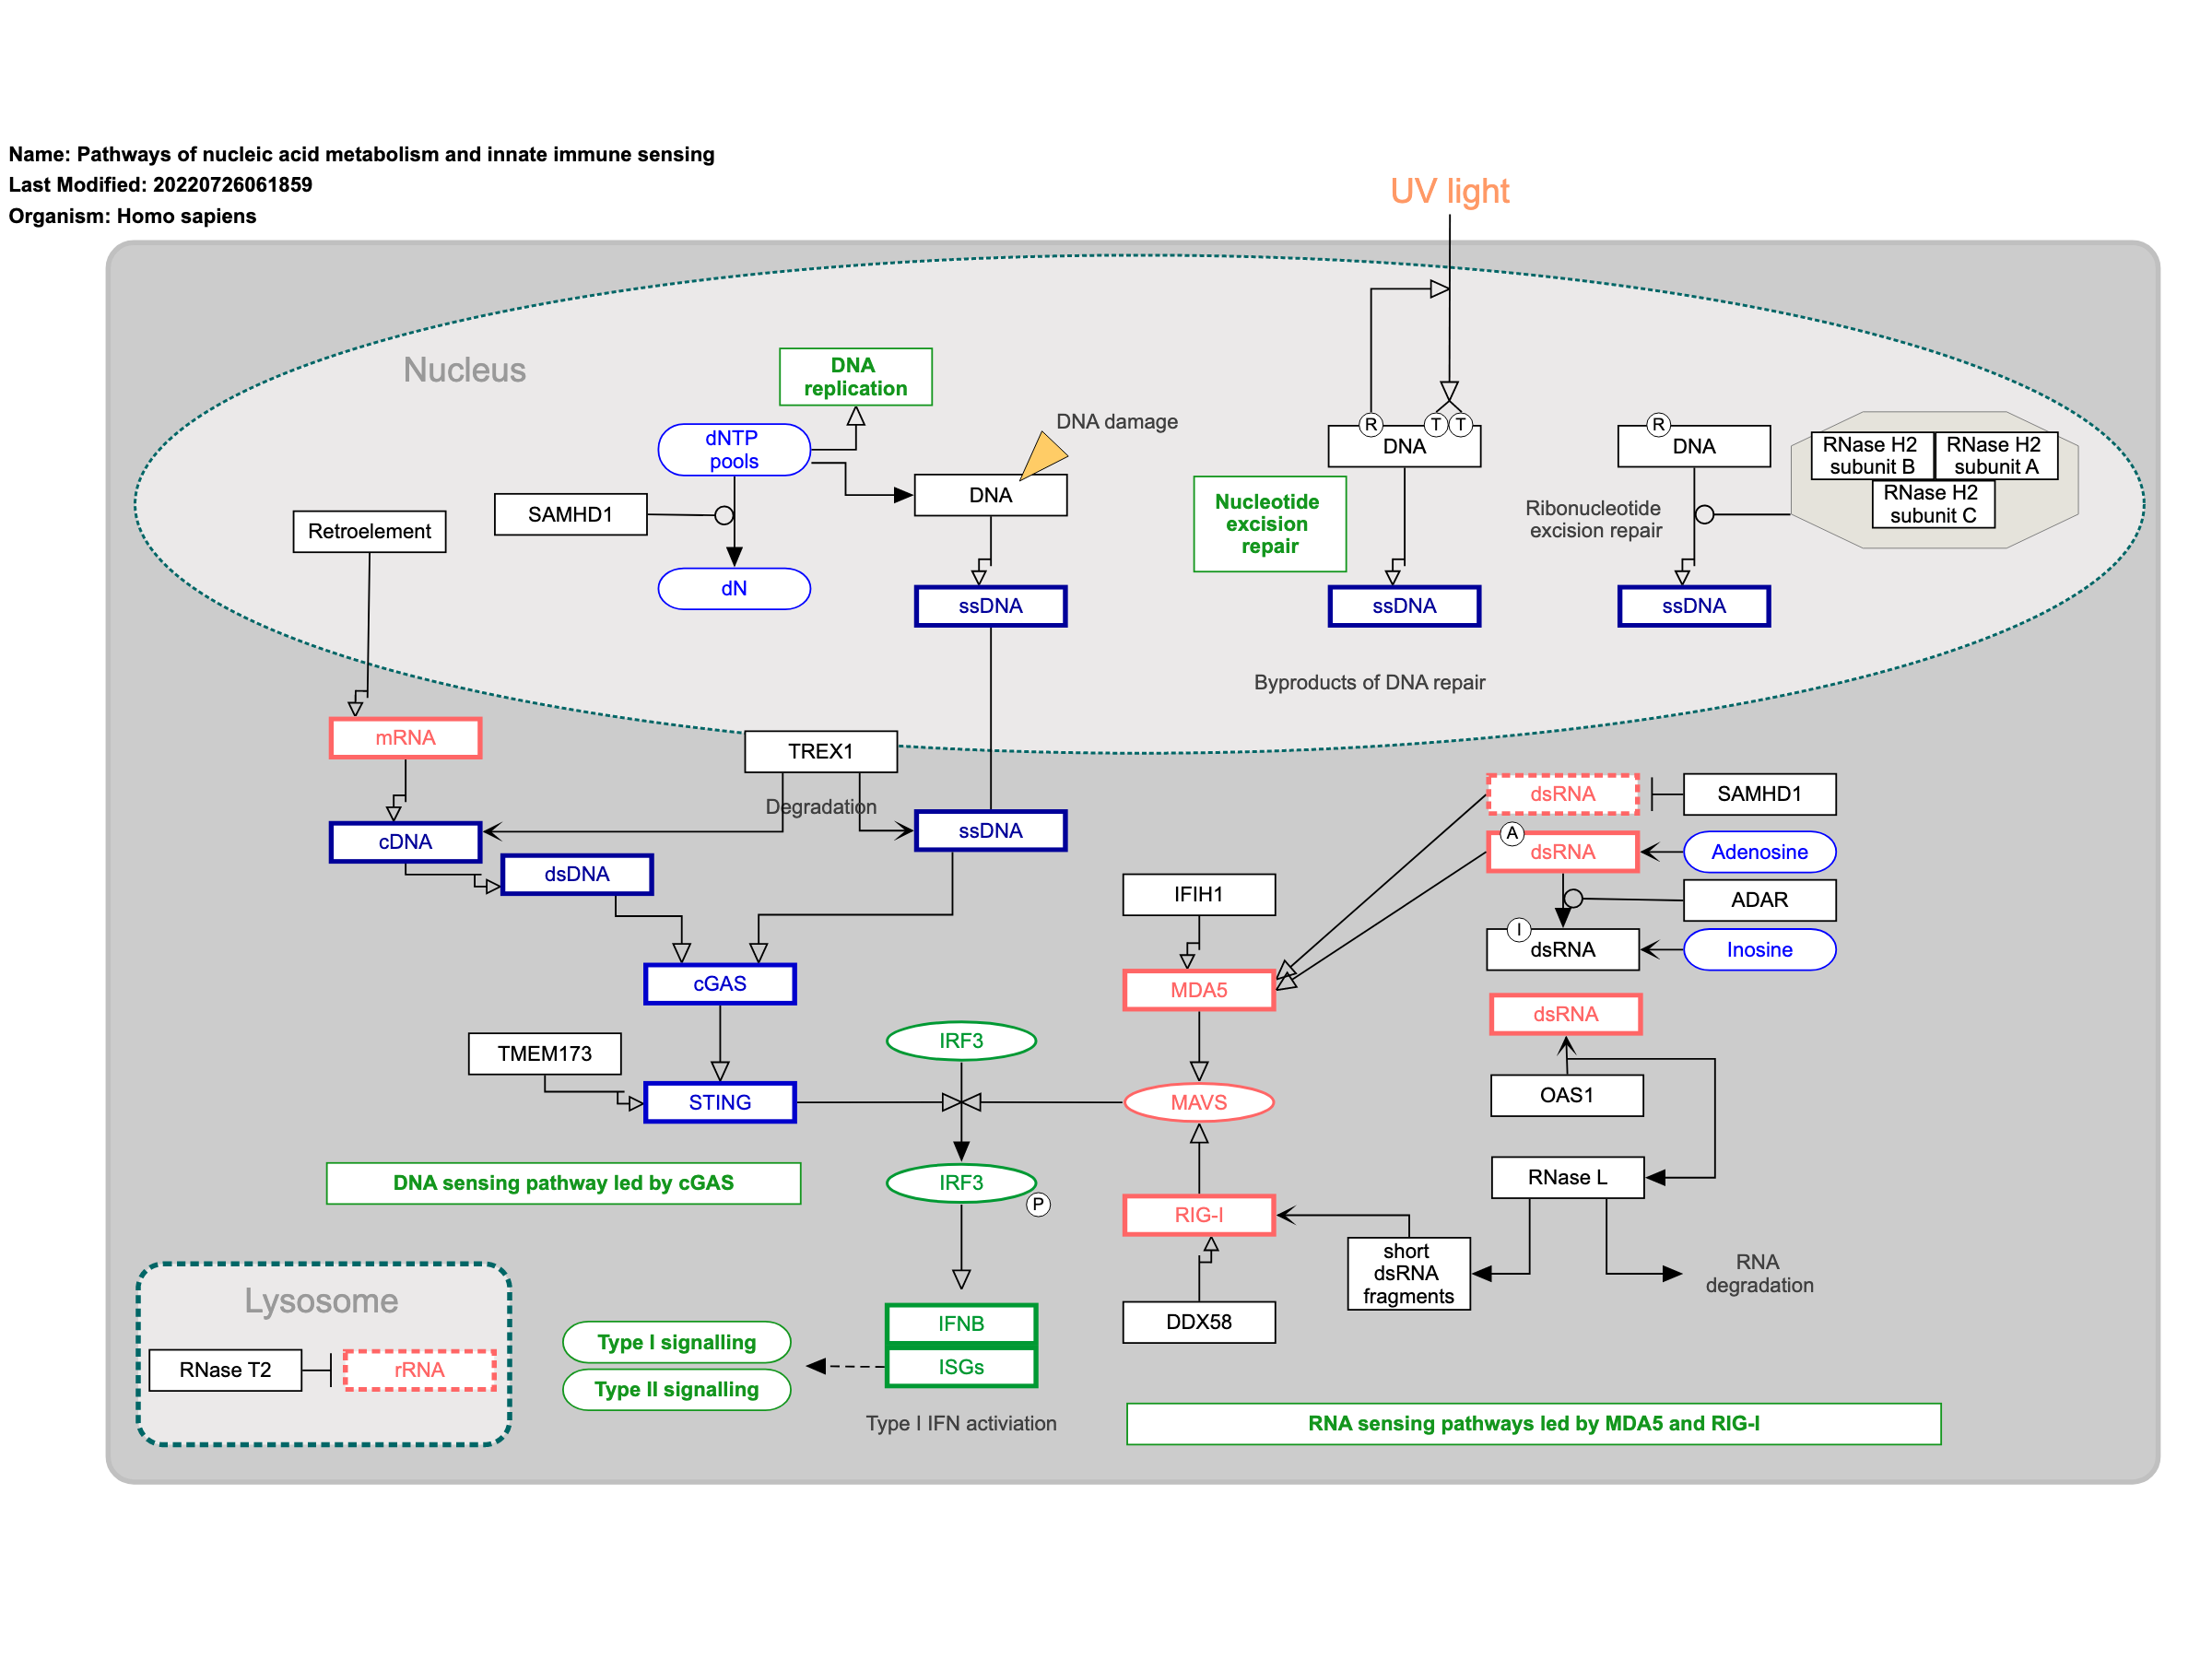 Name: Pathways of nucleic acid metabolism and innate immune sensing
Last Modified: 20220726061859
Organism: Homo sapiens
UV light
Nucleus
DNA
replication
dNTP
pools
DNA damage
DNA
SAMHD1
dN
Retroelement
ssDNA
R
T
T
DNA
Nucleotide
excision
repair
ssDNA
R
DNA
Ribonucleotide
excision repair
RNase H2
subunit B
RNase H2
subunit A
RNase H2
subunit C
ssDNA
Byproducts of DNA repair
mRNA
TREX1
Degradation
cDNA
ssDNA
dsDNA
cGAS
TMEM173
STING
IRF3
IRF3
P
DNA sensing pathway led by cGAS
IFIH1
MDA5
MAVS
RIG-I
DDX58
dsRNA
SAMHD1
A
dsRNA
Adenosine
ADAR
I
dsRNA
Inosine
dsRNA
OAS1
RNase L
short
dsRNA
fragments
RNA
degradation
Lysosome
RNase T2
rRNA
Type I signalling
Type II signalling
IFNB
ISGs
Type I IFN activiation
RNA sensing pathways led by MDA5 and RIG-I